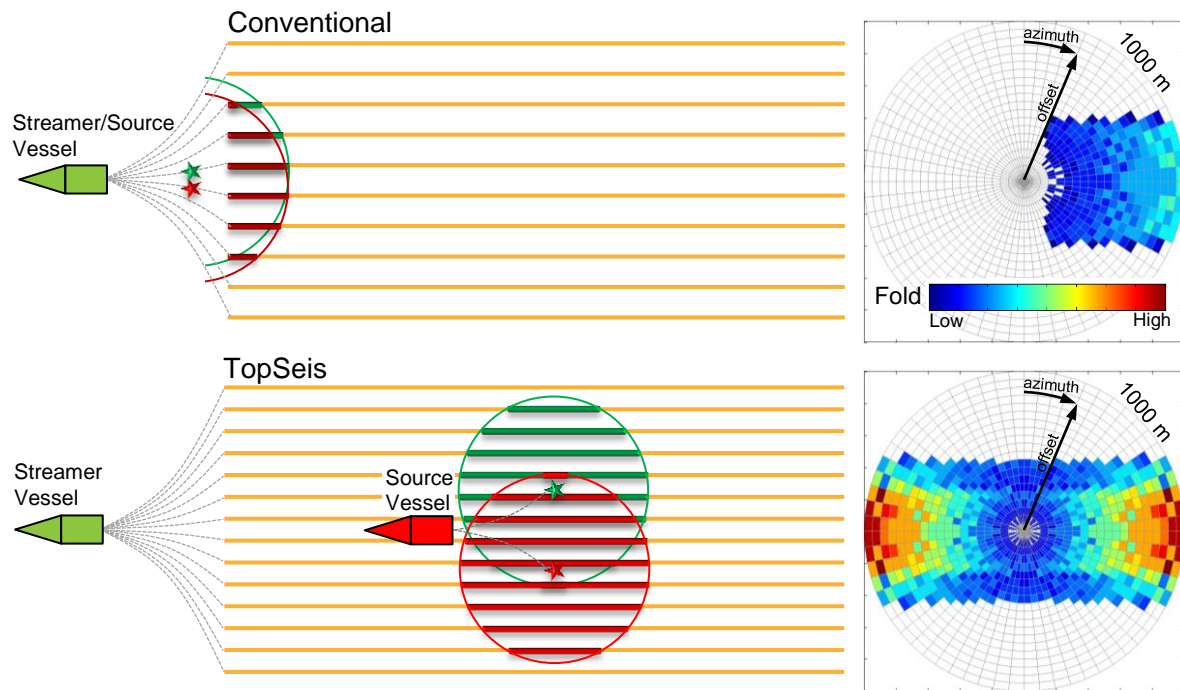 Conventional
Streamer/Source
Vessel
azimuth
offset
1000 m
Fold
Low
High
TopSeis
Streamer
Vessel
Source
Vessel
azimuth
offset
1000 m